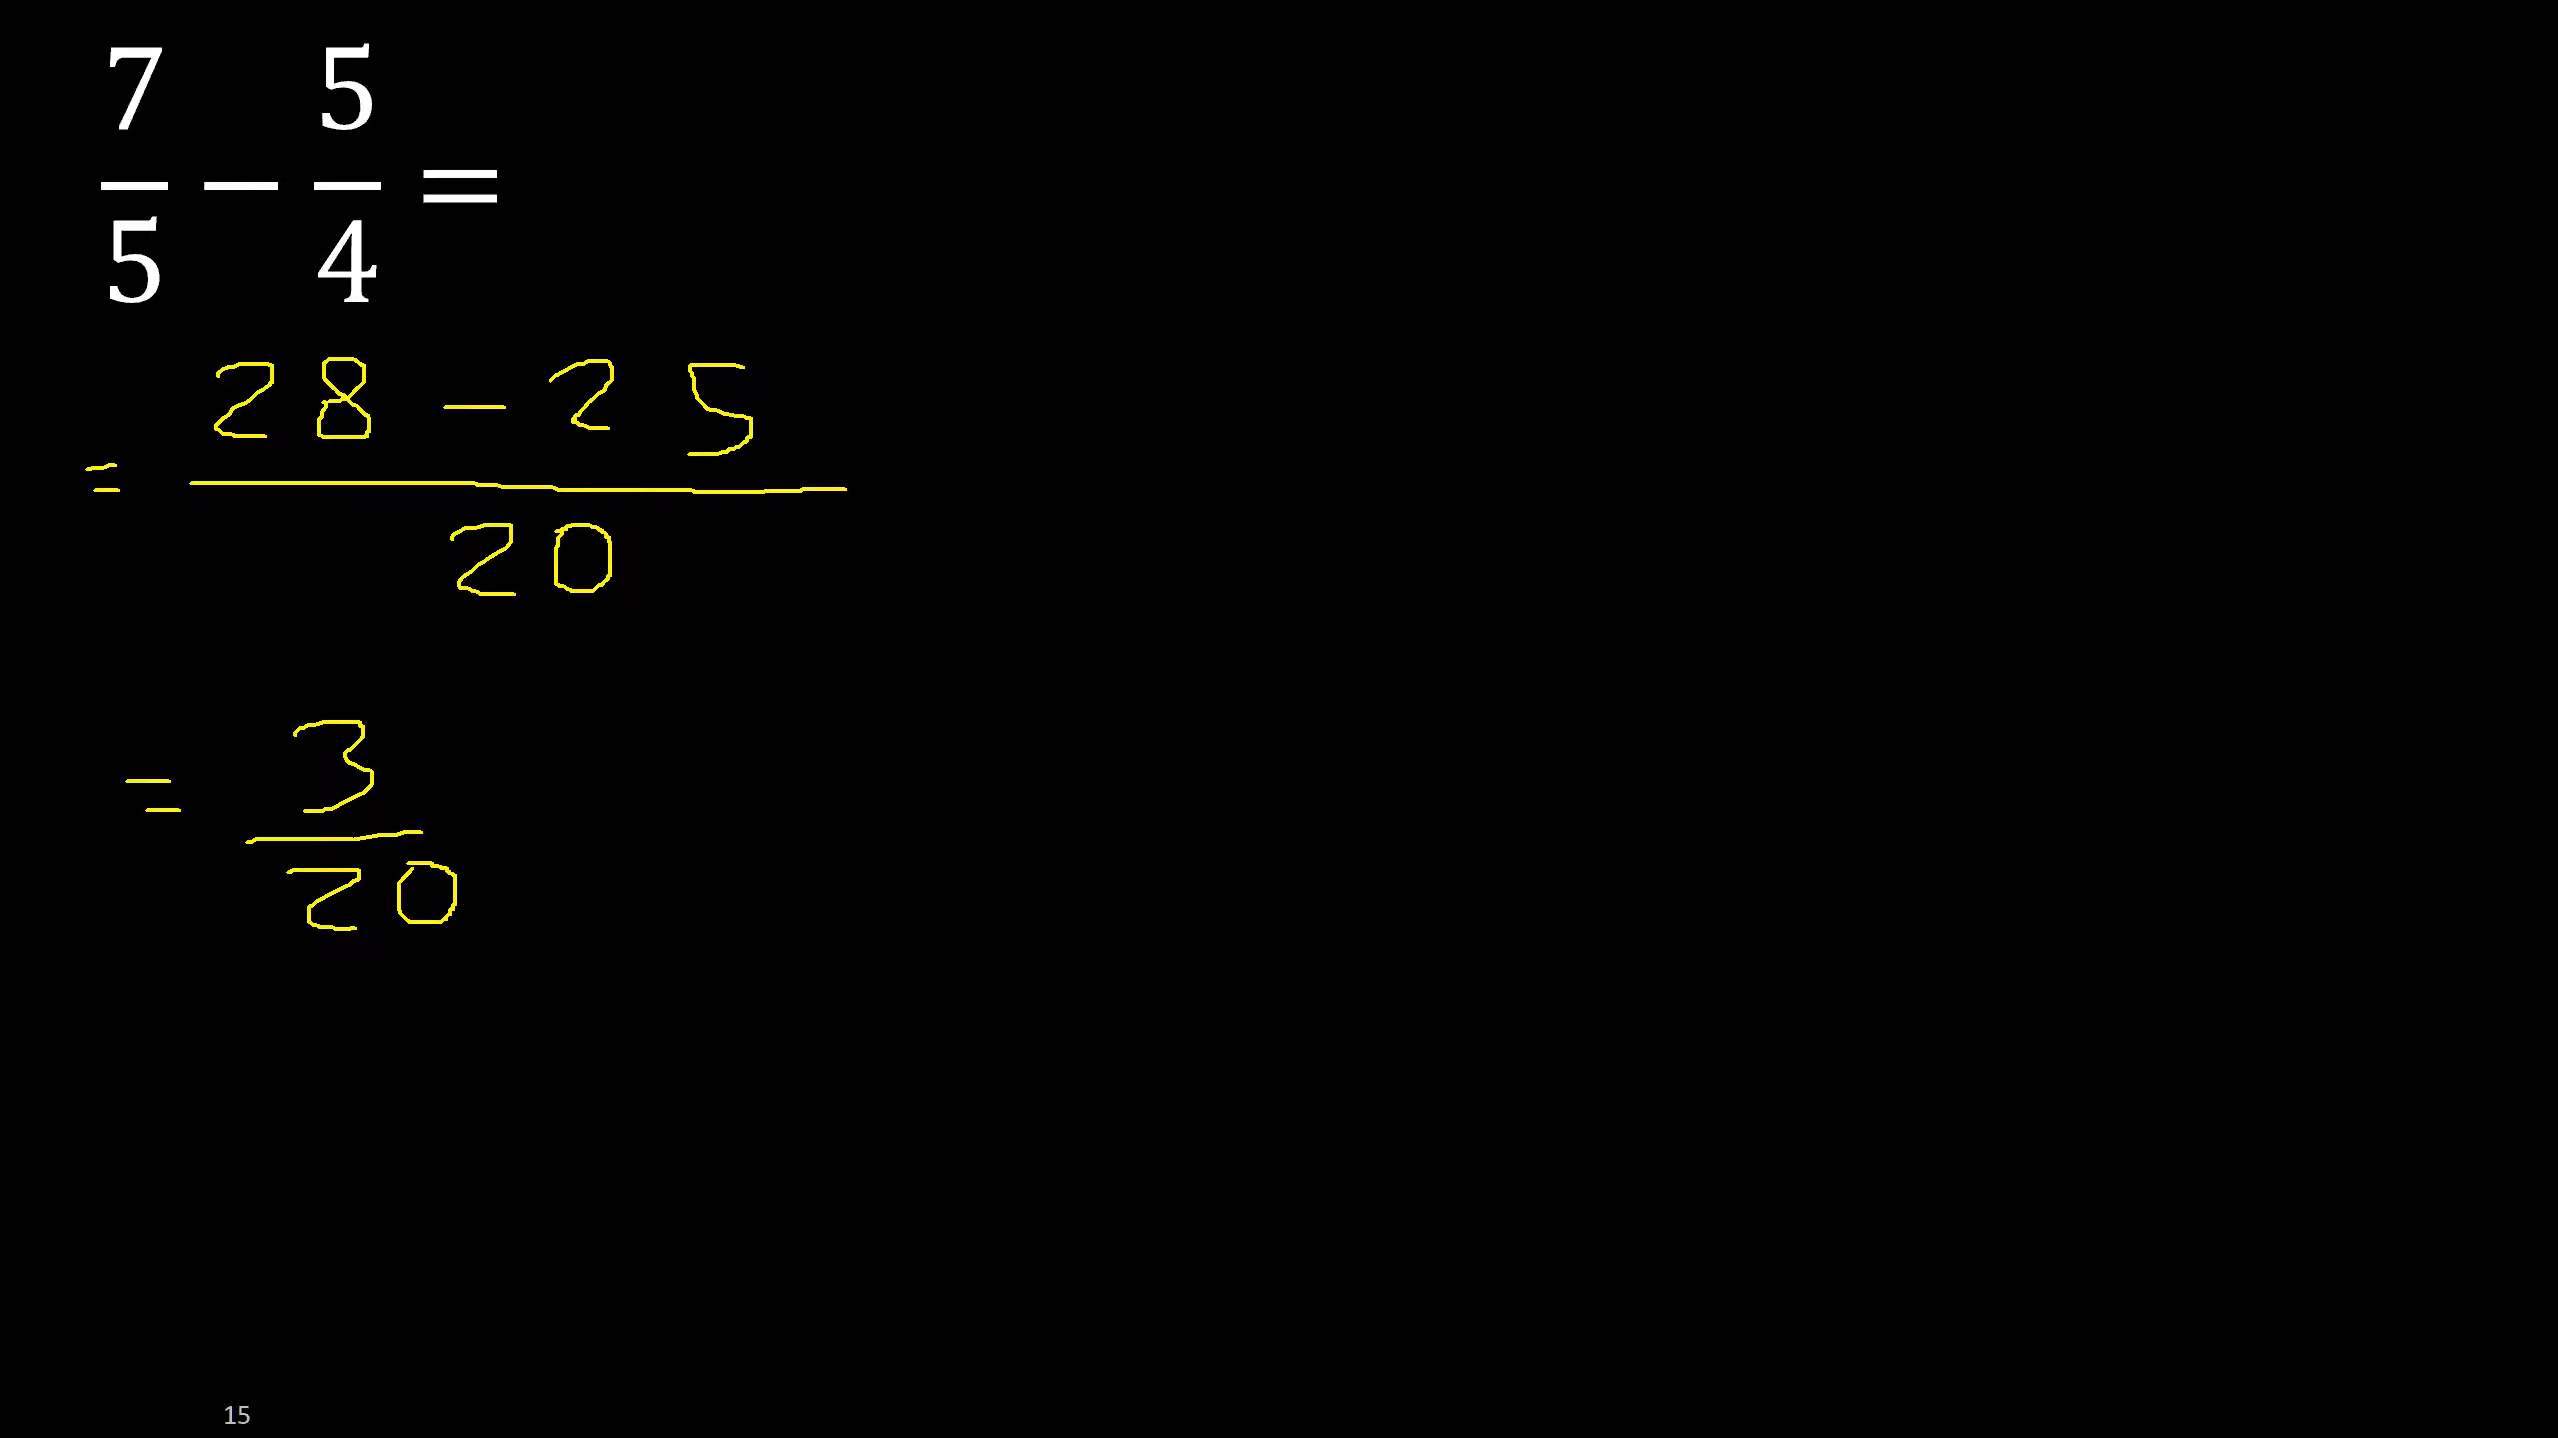 7/5 − 5/4 =
= 28 − 25 / 20
= 3/20
15